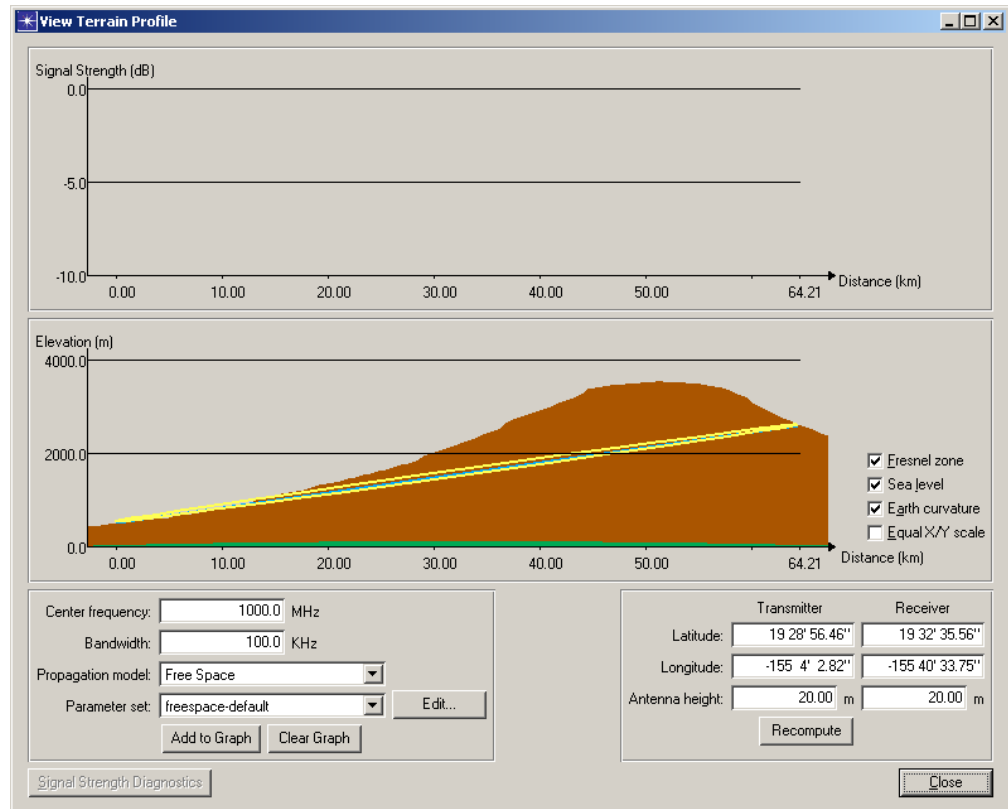 View Terrain Profile
Signal Strength (dB)
0.0
-5.0
-10.0
0.00 10.00 20.00 30.00 40.00 50.00 64.21
Distance (km)
Elevation (m)
4000.0
2000.0
0.0
0.00 10.00 20.00 30.00 40.00 50.00 64.21
Distance (km)
Fresnel zone
Sea level
Earth curvature
Equal X/Y scale
Center frequency: 1000.0 MHz
Bandwidth: 100.0 KHz
Propagation model: Free Space
Parameter set: freespace-default Edit...
Add to Graph Clear Graph
Transmitter Receiver
Latitude: 19 28' 56.46'' 19 32' 35.56''
Longitude: -155 4' 2.82'' -155 40' 33.75''
Antenna height: 20.00 m 20.00 m
Recompute
Signal Strength Diagnostics
Close